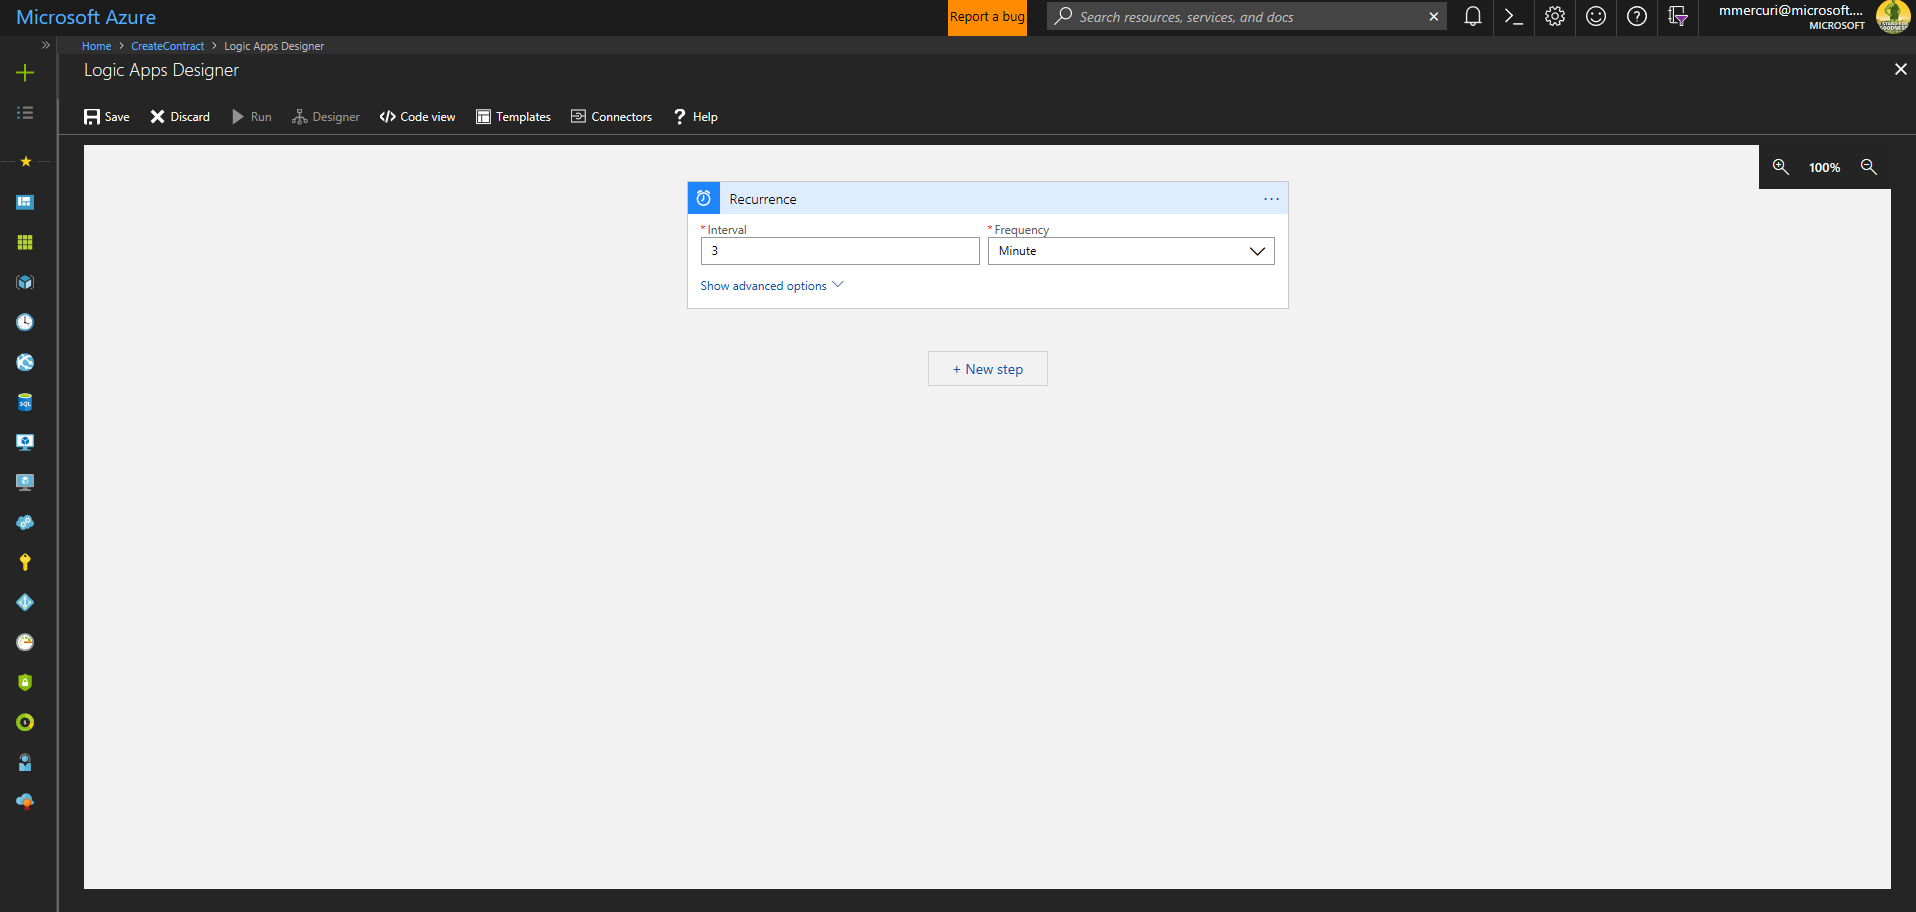 Microsoft Azure
Report a bug
Search resources, services, and docs
mmercuri@microsoft....
MICROSOFT
Home > CreateContract > Logic Apps Designer
Logic Apps Designer
Save Discard Run Designer </> Code view Templates Connectors ? Help
100%
Recurrence
* Interval * Frequency
3 Minute
Show advanced options
+ New step